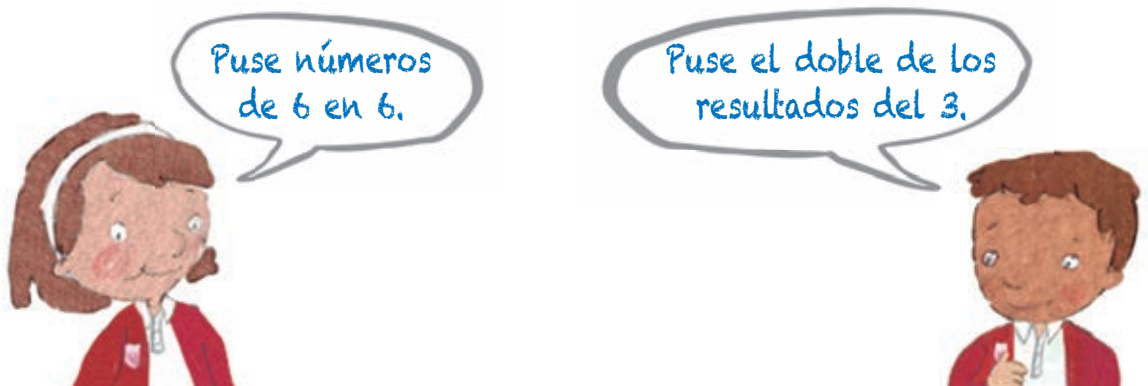 Puse números
de 6 en 6.
Puse el doble de los
resultados del 3.